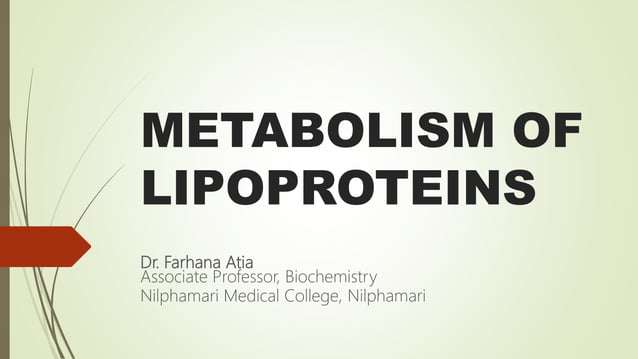 METABOLISM OF
LIPOPROTEINS
Dr. Farhana Atia
Associate Professor, Biochemistry
Nilphamari Medical College, Nilphamari